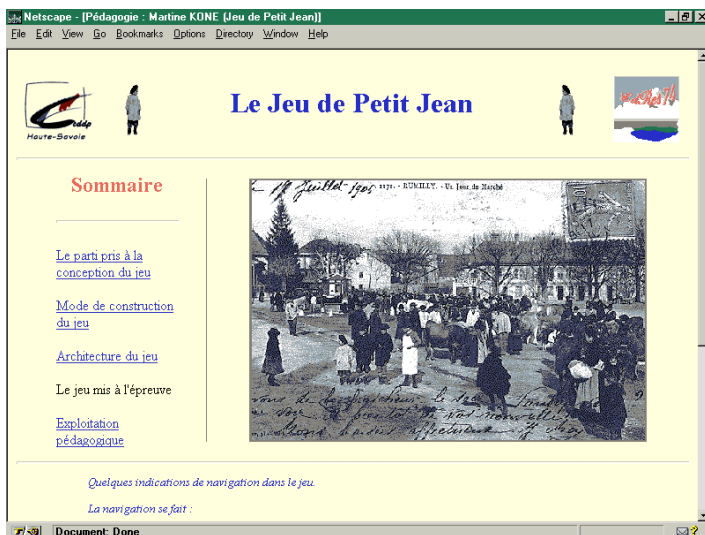 Netscape - [Pédagogie : Martine KONE (Jeu de Petit Jean)]
File Edit View Go Bookmarks Options Directory Window Help
Le Jeu de Petit Jean
Haute-Savoie
Sommaire
Le parti pris à la
conception du jeu
Mode de construction
du jeu
Architecture du jeu
Le jeu mis à l'épreuve
Exploitation
pédagogique
Juillet 1905 - RUMILLY. - Un Jour de Marché
Quelques indications de navigation dans le jeu.
La navigation se fait :
Document: Done